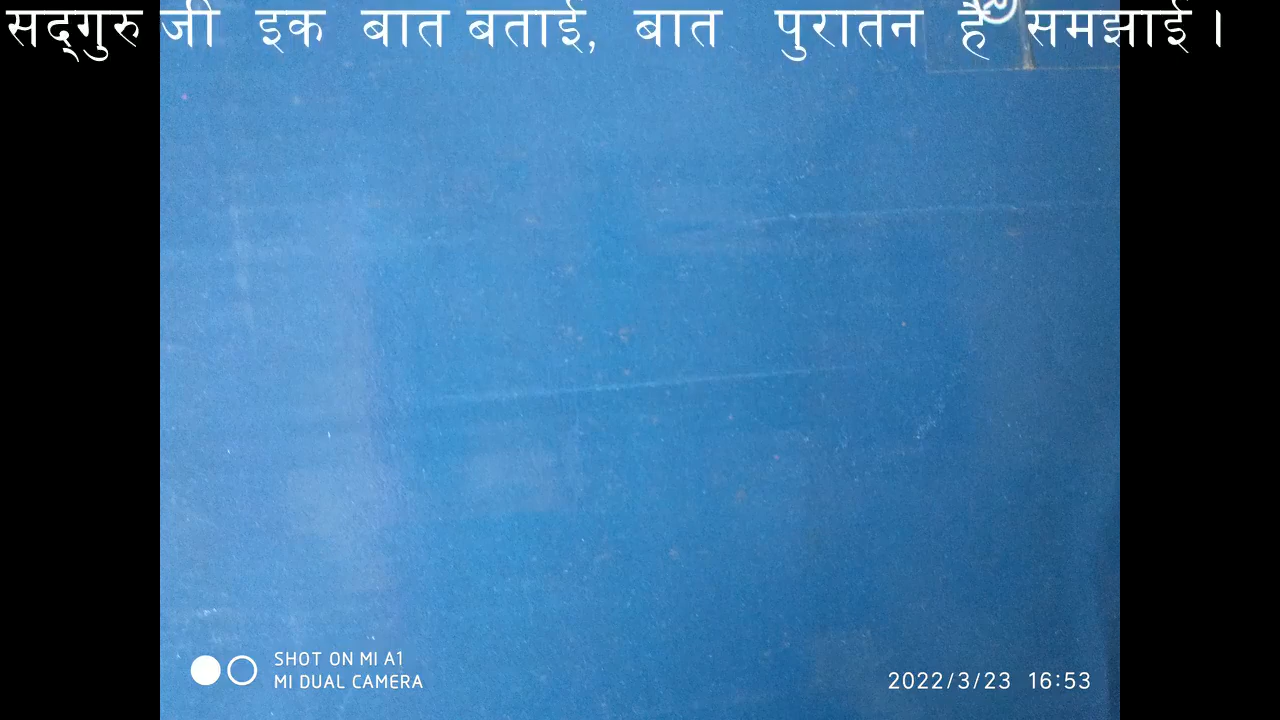 सद्गुरु जी इक बात बताई, बात पुरातन है समझाई ।
SHOT ON MI A1
MI DUAL CAMERA
2022/3/23 16:53